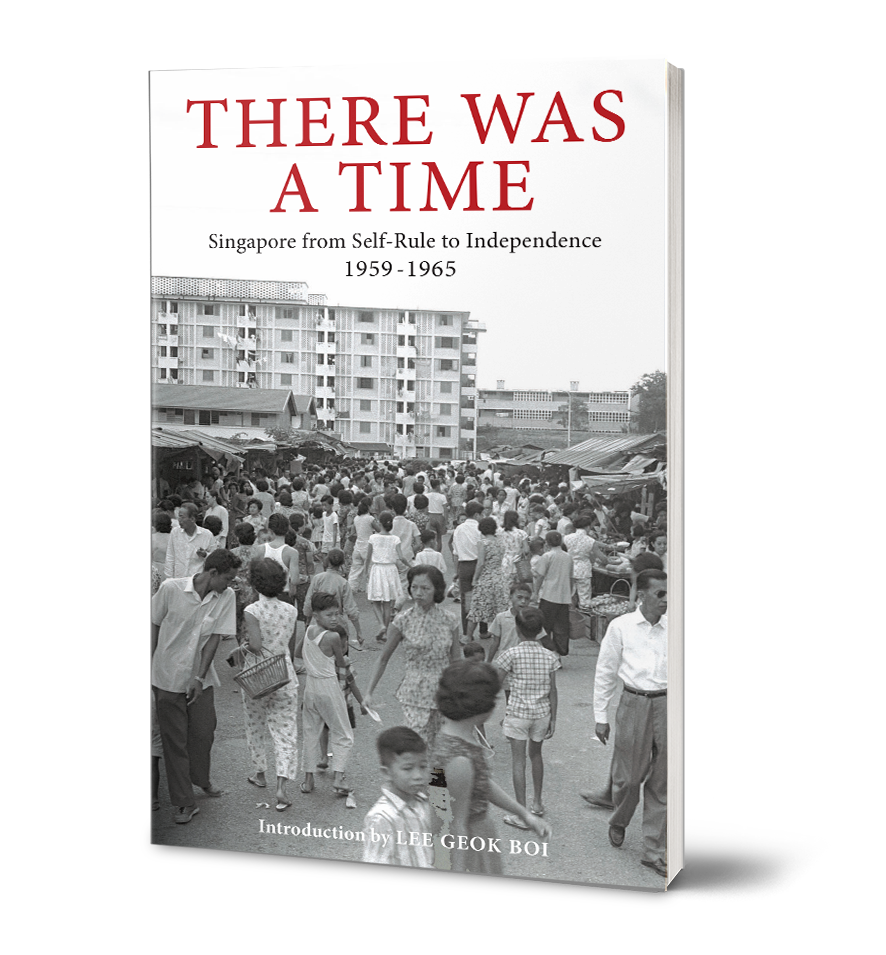 THERE WAS
A TIME
Singapore from Self-Rule to Independence
1959-1965
Introduction by LEE GEOK BOI